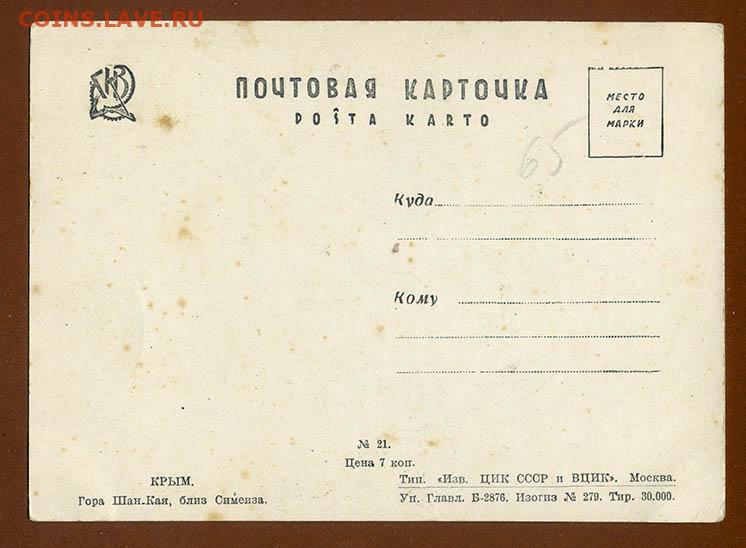 COINS.LAVE.RU
ПОЧТОВАЯ КАРТОЧКА
POŜTA KARTO
МЕСТО
ДЛЯ
МАРКИ
65
Куда
Кому
№ 21.
Цена 7 коп.
КРЫМ.
Гора Шан-Кая, близ Симеиза.
Тип. «Изв. ЦИК СССР и ВЦИК». Москва.
Уп. Главл. Б-2876. Изогиз № 279. Тир. 30.000.